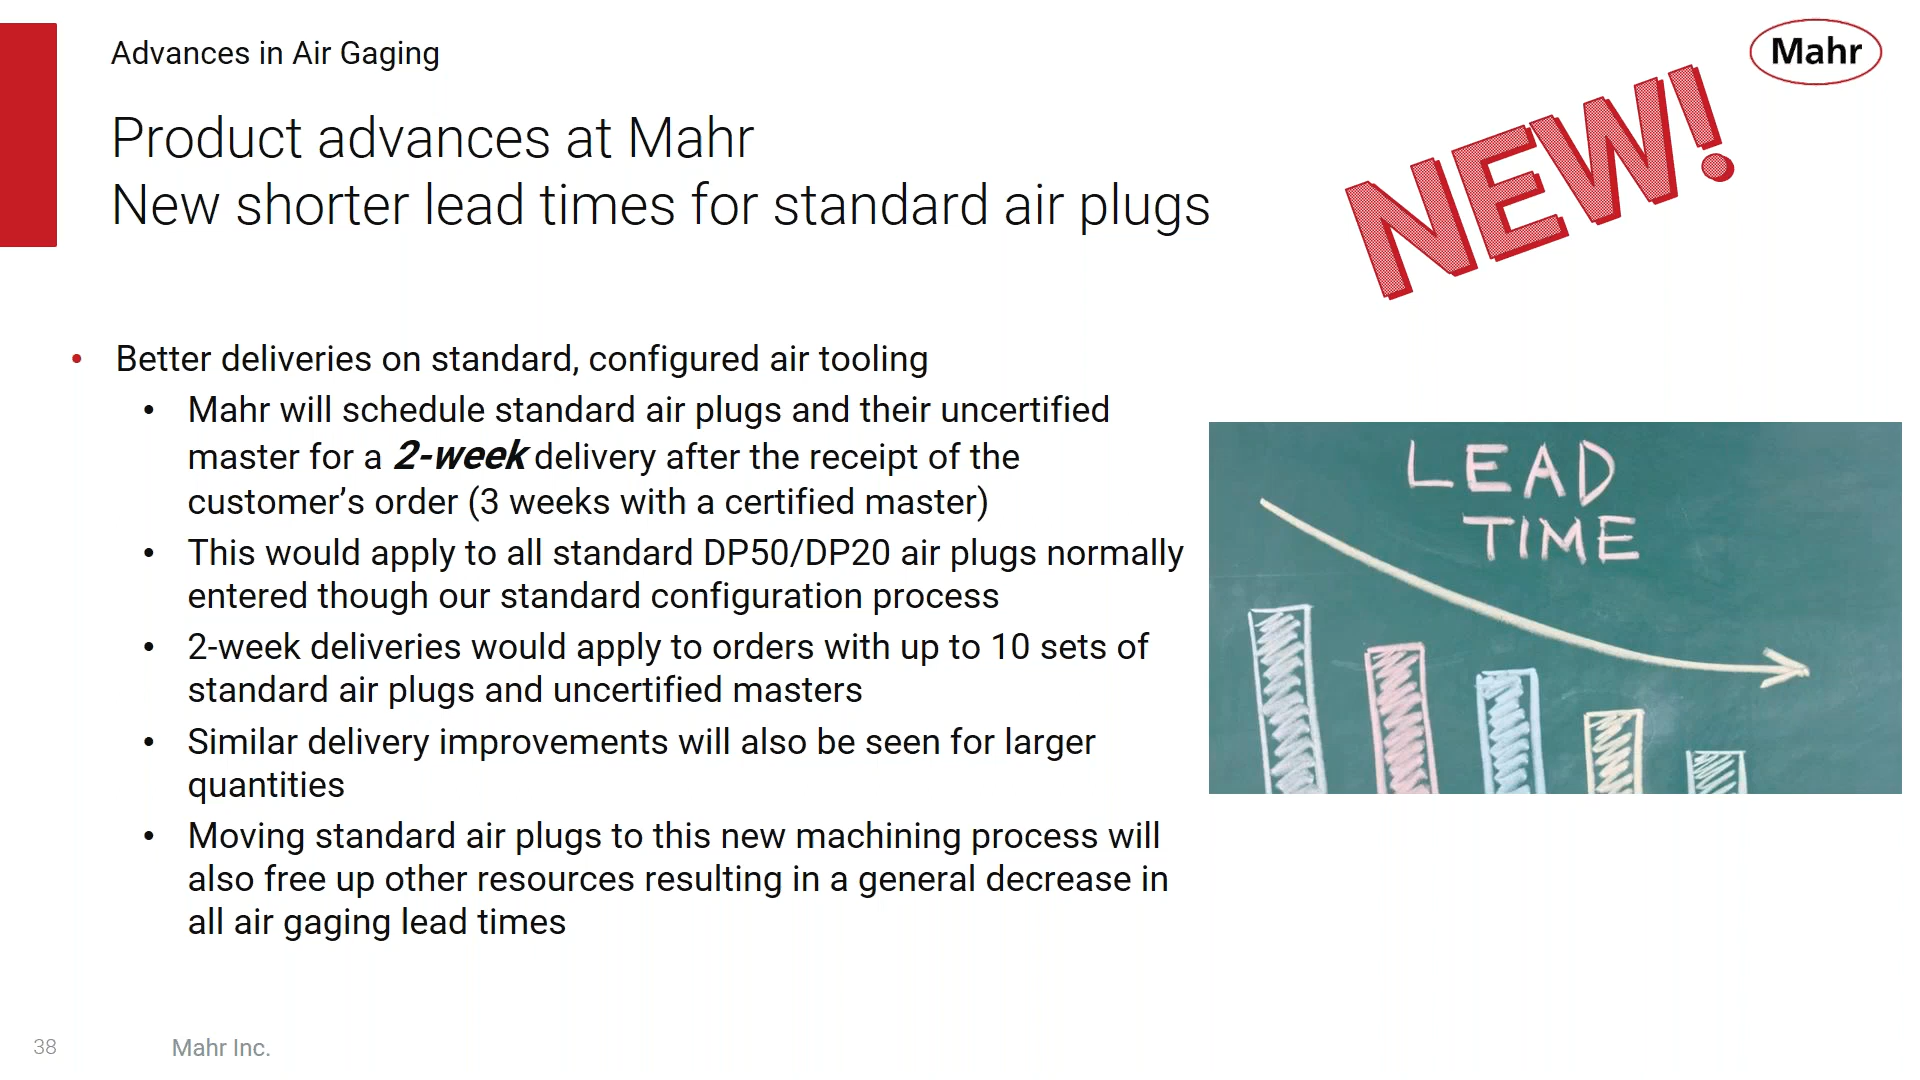 Advances in Air Gaging
Mahr
Product advances at Mahr
New shorter lead times for standard air plugs
NEW!
• Better deliveries on standard, configured air tooling
• Mahr will schedule standard air plugs and their uncertified
master for a 2-week delivery after the receipt of the
customer’s order (3 weeks with a certified master)
• This would apply to all standard DP50/DP20 air plugs normally
entered though our standard configuration process
• 2-week deliveries would apply to orders with up to 10 sets of
standard air plugs and uncertified masters
• Similar delivery improvements will also be seen for larger
quantities
• Moving standard air plugs to this new machining process will
also free up other resources resulting in a general decrease in
all air gaging lead times
LEAD
TIME
38
Mahr Inc.